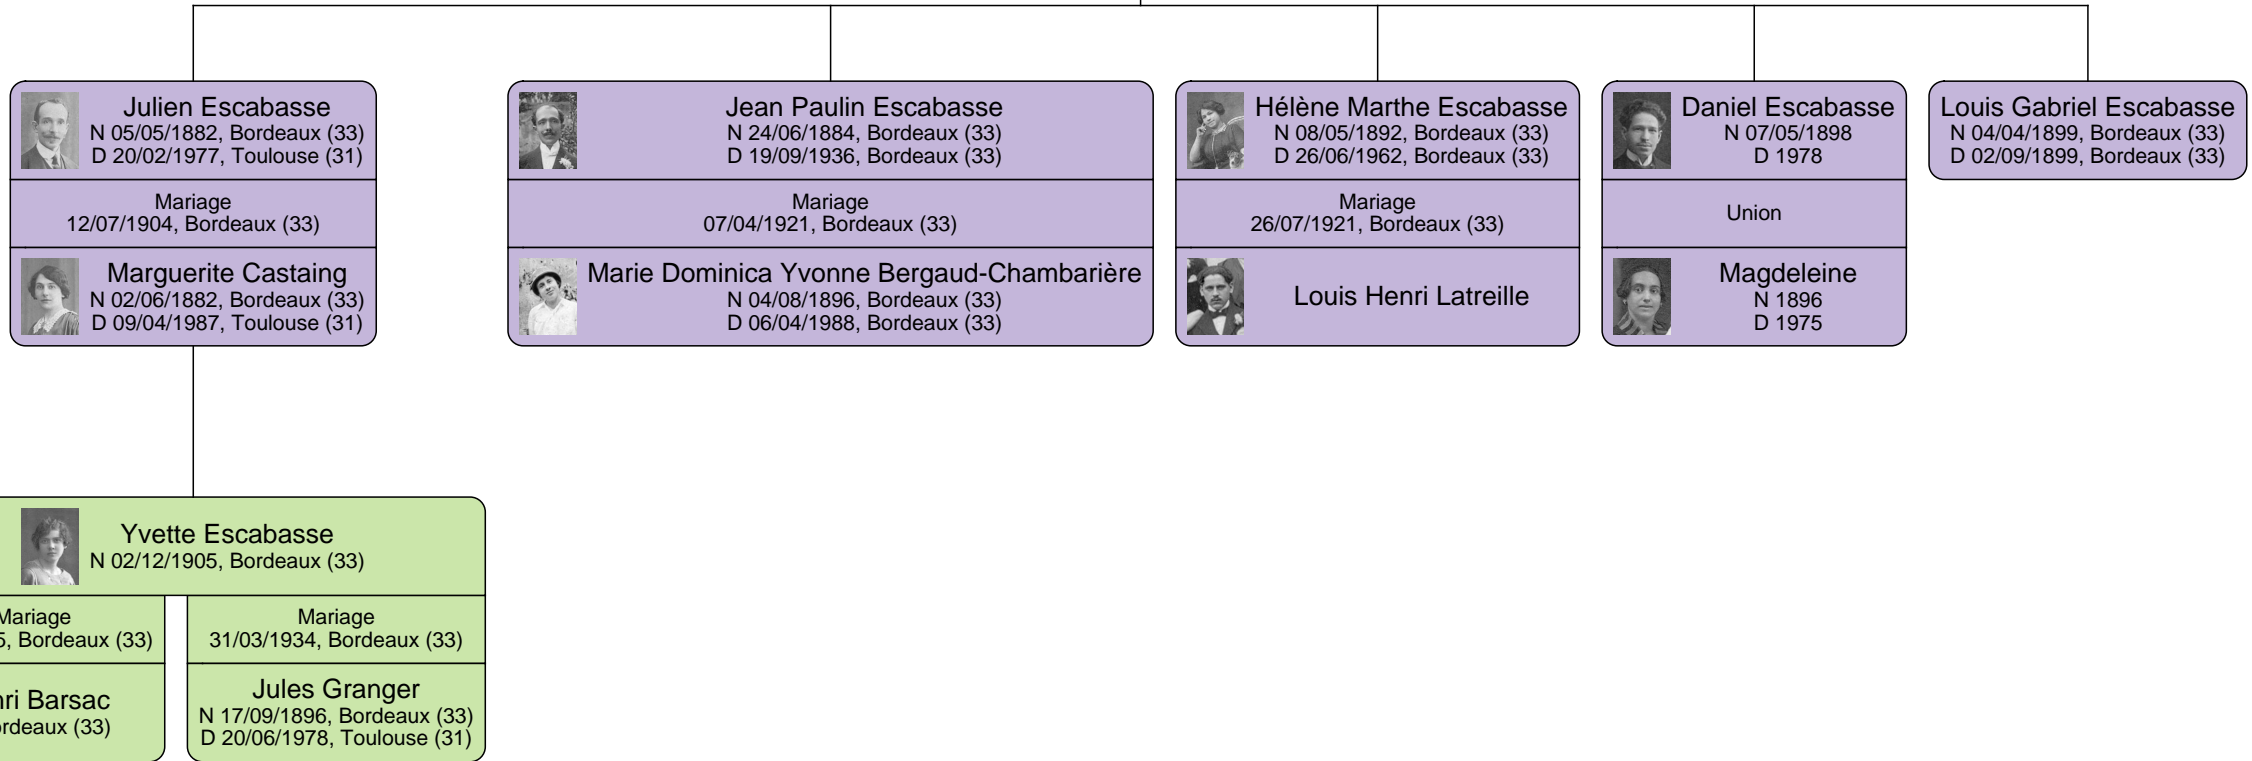 Julien Escabasse
N 05/05/1882, Bordeaux (33)
D 20/02/1977, Toulouse (31)
Mariage
12/07/1904, Bordeaux (33)
Marguerite Castaing
N 02/06/1882, Bordeaux (33)
D 09/04/1987, Toulouse (31)
Jean Paulin Escabasse
N 24/06/1884, Bordeaux (33)
D 19/09/1936, Bordeaux (33)
Mariage
07/04/1921, Bordeaux (33)
Marie Dominica Yvonne Bergaud-Chambarière
N 04/08/1896, Bordeaux (33)
D 06/04/1988, Bordeaux (33)
Hélène Marthe Escabasse
N 08/05/1892, Bordeaux (33)
D 26/06/1962, Bordeaux (33)
Mariage
26/07/1921, Bordeaux (33)
Louis Henri Latreille
Daniel Escabasse
N 07/05/1898
D 1978
Union
Magdeleine
N 1896
D 1975
Louis Gabriel Escabasse
N 04/04/1899, Bordeaux (33)
D 02/09/1899, Bordeaux (33)
Yvette Escabasse
N 02/12/1905, Bordeaux (33)
Mariage
5, Bordeaux (33)
Barsac
(33)
Mariage
31/03/1934, Bordeaux (33)
Jules Granger
N 17/09/1896, Bordeaux (33)
D 20/06/1978, Toulouse (31)